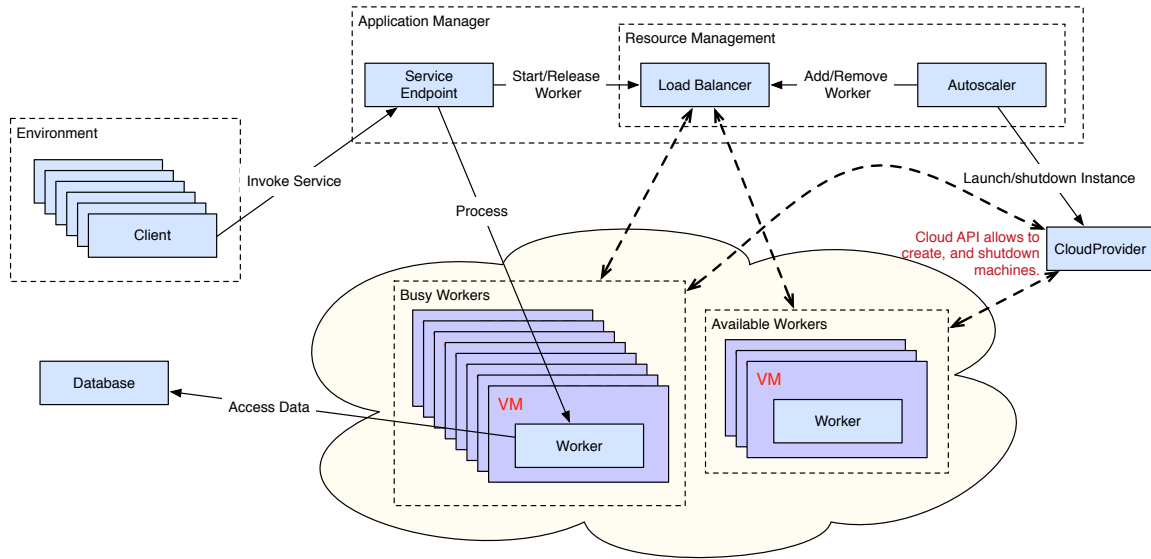 Application Manager
Resource Management
Service
Endpoint
Start/Release
Worker
Load Balancer
Add/Remove
Worker
Autoscaler
Environment
Client
Invoke Service
Launch/shutdown Instance
Process
Cloud API allows to
create, and shutdown
machines.
CloudProvider
Busy Workers
Available Workers
VM
Worker
VM
Worker
Database
Access Data